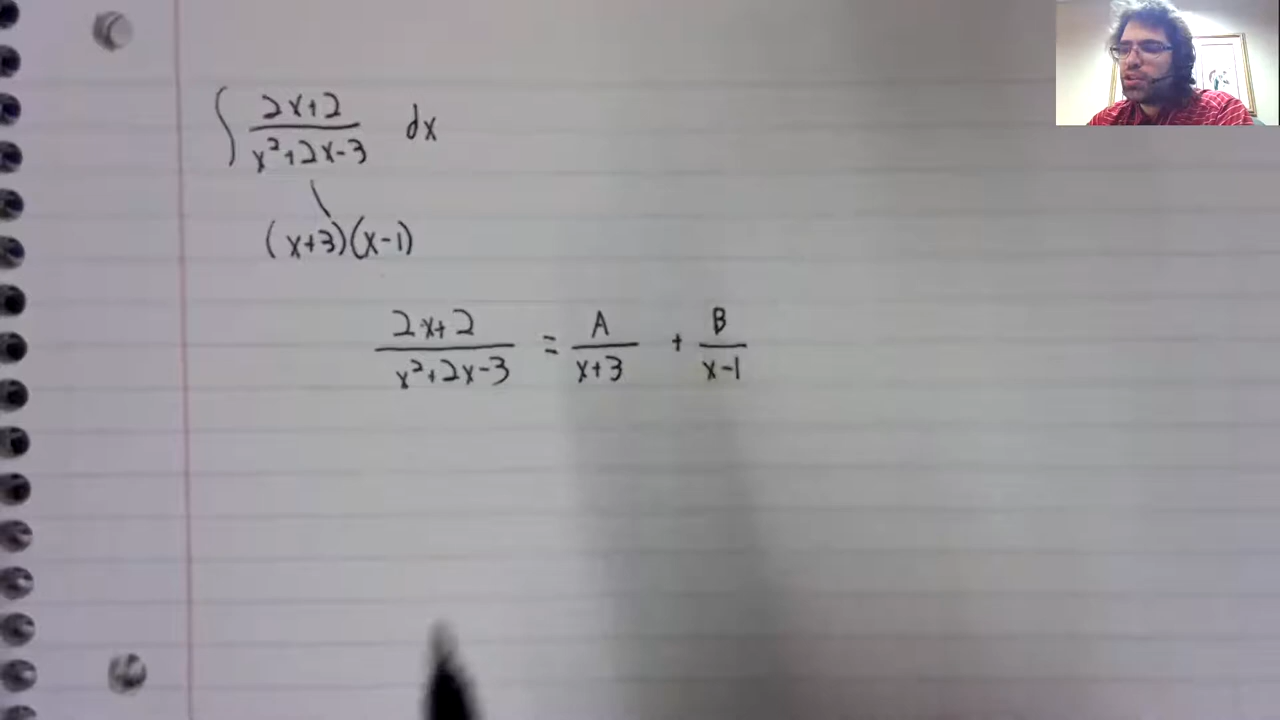 ∫ (2x+2)/(x²+2x-3) dx
(x+3)(x-1)
(2x+2)/(x²+2x-3) = A/(x+3) + B/(x-1)